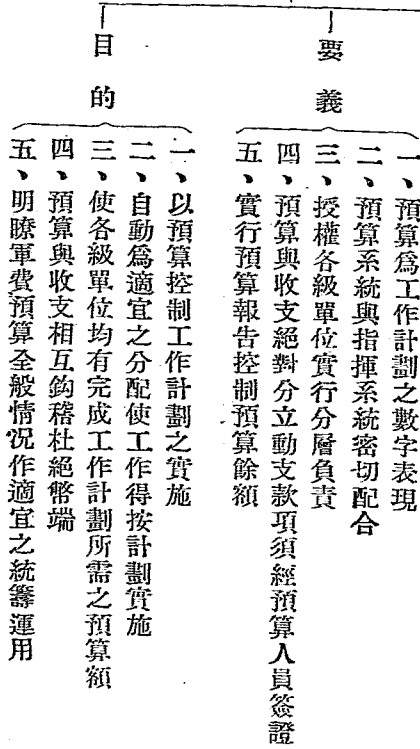 要義
一、預算爲工作計劃之數字表現
二、預算系統與指揮系統密切配合
三、授權各級單位實行分層負責
四、預算與收支絕對分立動支款項須經預算人員簽證
五、實行預算報告控制預算餘額
目的
一、以預算控制工作計劃之實施
二、自動爲適宜之分配使工作得按計劃實施
三、使各級單位均有完成工作計劃所需之預算額
四、預算與收支相互鈎稽杜絕幣端
五、明瞭軍費預算全般情況作適宜之統籌運用